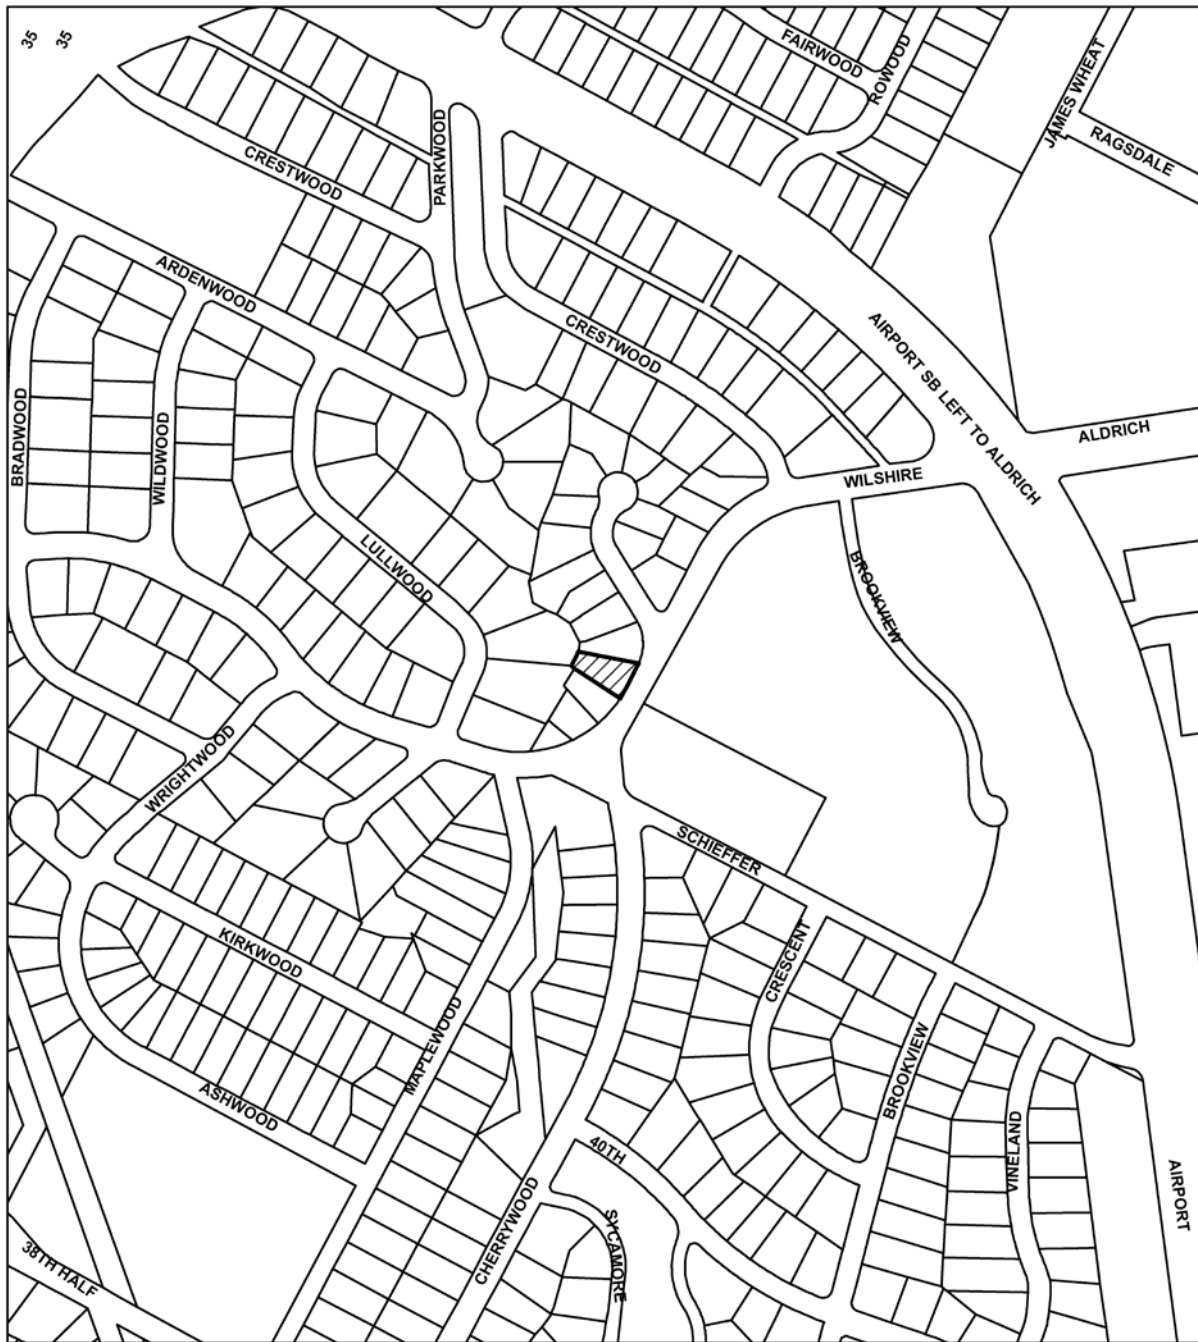 35
35
FAIRWOOD
ROWOOD
JAMES WHEAT
RAGSDALE
PARKWOOD
CRESTWOOD
ARDENWOOD
CRESTWOOD
AIRPORT SB LEFT TO ALDRICH
ALDRICH
BRADWOOD
WILDWOOD
WILSHIRE
LULLWOOD
BROOKVIEW
WRIGHTWOOD
SCHIEFFER
KIRKWOOD
CRESCENT
MAPLEWOOD
BROOKVIEW
ASHWOOD
40TH
VINELAND
AIRPORT
CHERRYWOOD
SYCAMORE
38TH HALF